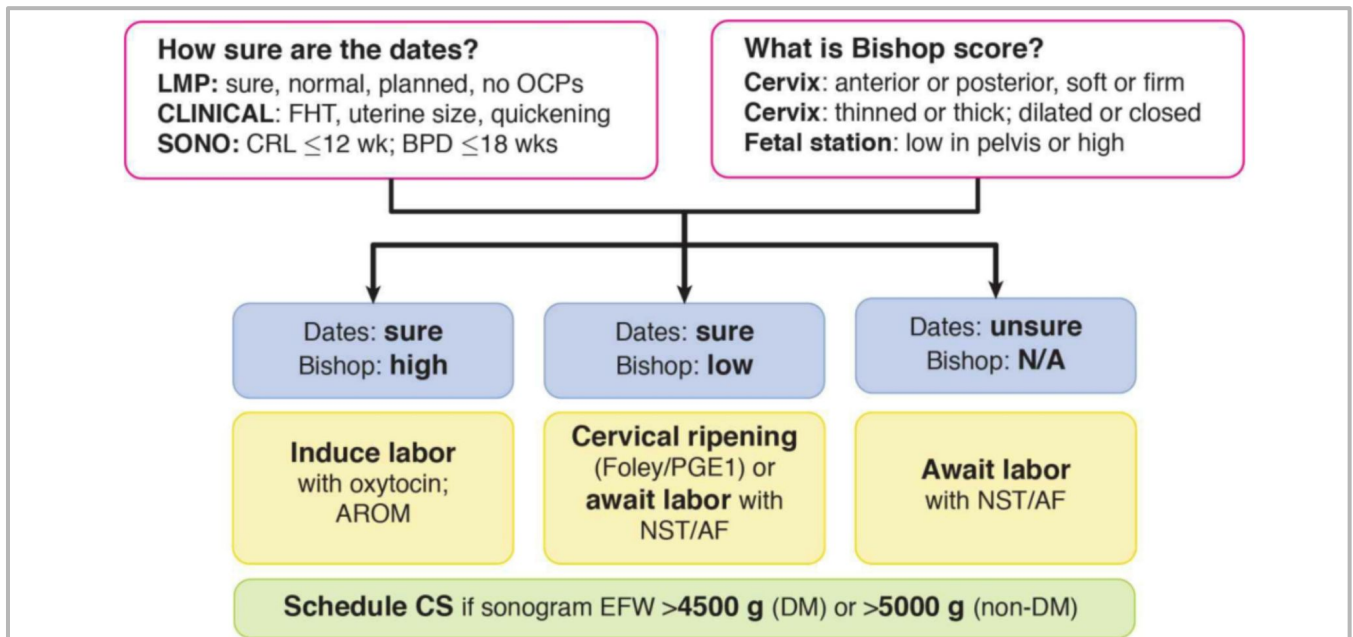 How sure are the dates?
LMP: sure, normal, planned, no OCPs
CLINICAL: FHT, uterine size, quickening
SONO: CRL ≤12 wk; BPD ≤18 wks
What is Bishop score?
Cervix: anterior or posterior, soft or firm
Cervix: thinned or thick; dilated or closed
Fetal station: low in pelvis or high
Dates: sure
Bishop: high
Dates: sure
Bishop: low
Dates: unsure
Bishop: N/A
Induce labor
with oxytocin;
AROM
Cervical ripening
(Foley/PGE1) or
await labor with
NST/AF
Await labor
with NST/AF
Schedule CS if sonogram EFW >4500 g (DM) or >5000 g (non-DM)